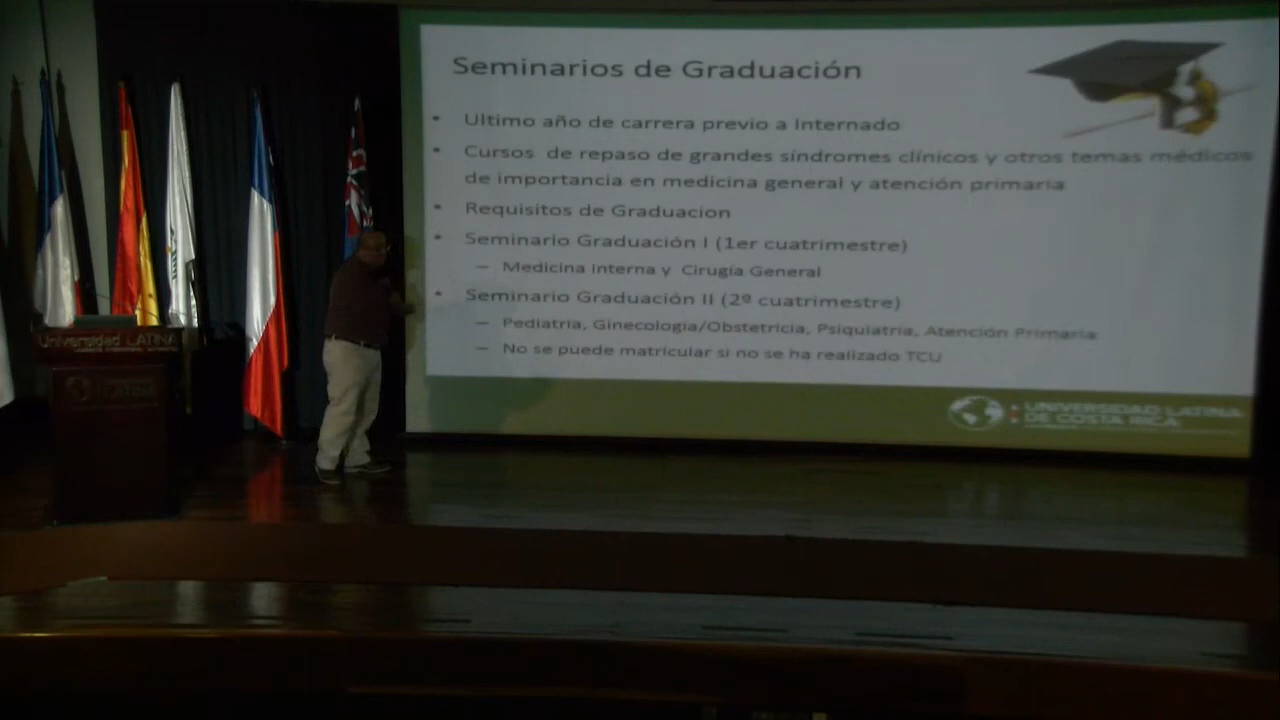 Seminarios de Graduación
• Ultimo año de carrera previo a Internado
• Cursos de repaso de grandes síndromes clínicos y otros temas médicos
de importancia en medicina general y atención primaria
• Requisitos de Graduacion
• Seminario Graduación I (1er cuatrimestre)
– Medicina Interna y Cirugía General
• Seminario Graduación II (2º cuatrimestre)
– Pediatria, Ginecología/Obstetricia, Psiquiatria, Atención Primaria
– No se puede matricular si no se ha realizado TCU
UNIVERSIDAD LATINA
DE COSTA RICA
Universidad LATINA